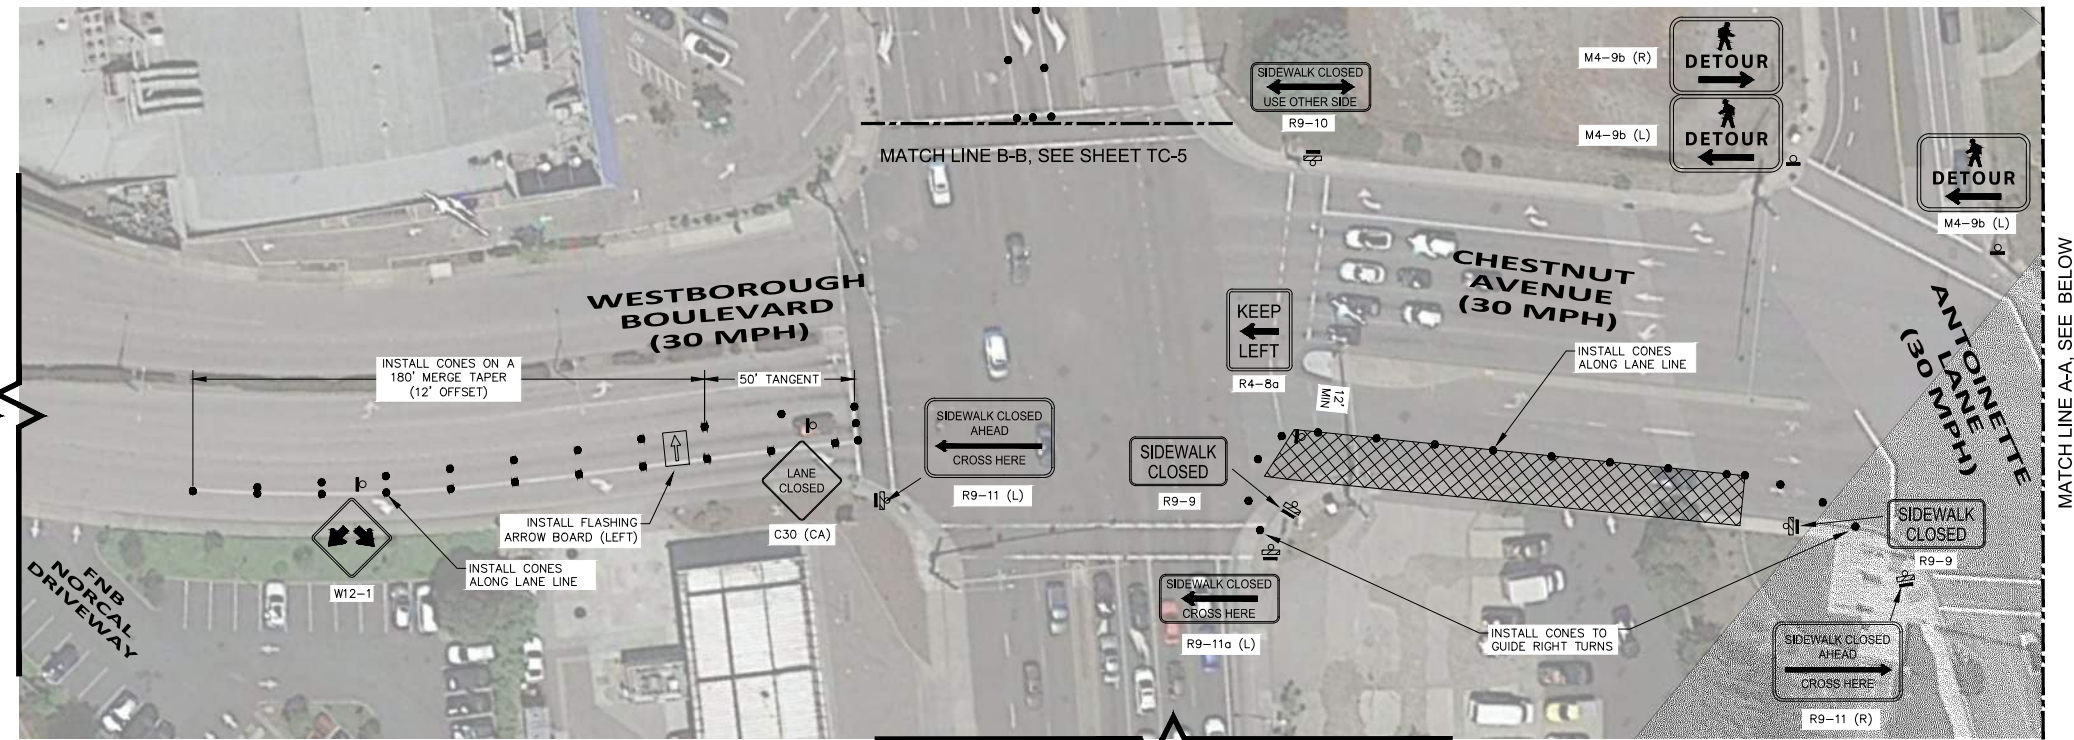 M4-9b (R)
DETOUR
M4-9b (L)
DETOUR
SIDEWALK CLOSED
USE OTHER SIDE
R9-10
MATCH LINE B-B, SEE SHEET TC-5
DETOUR
M4-9b (L)
WESTBOROUGH
BOULEVARD
(30 MPH)
CHESTNUT
AVENUE
(30 MPH)
ANTOINETTE
LANE
(30 MPH)
MATCH LINE A-A, SEE BELOW
KEEP
LEFT
R4-8a
12'
MIN
INSTALL CONES
ALONG LANE LINE
INSTALL CONES ON A
180' MERGE TAPER
(12' OFFSET)
50' TANGENT
SIDEWALK CLOSED
AHEAD
CROSS HERE
R9-11 (L)
SIDEWALK
CLOSED
R9-9
LANE
CLOSED
C30 (CA)
INSTALL FLASHING
ARROW BOARD (LEFT)
W12-1
INSTALL CONES
ALONG LANE LINE
FNB
NORCAL
DRIVEWAY
SIDEWALK CLOSED
CROSS HERE
R9-11a (L)
INSTALL CONES TO
GUIDE RIGHT TURNS
SIDEWALK
CLOSED
R9-9
SIDEWALK CLOSED
AHEAD
CROSS HERE
R9-11 (R)